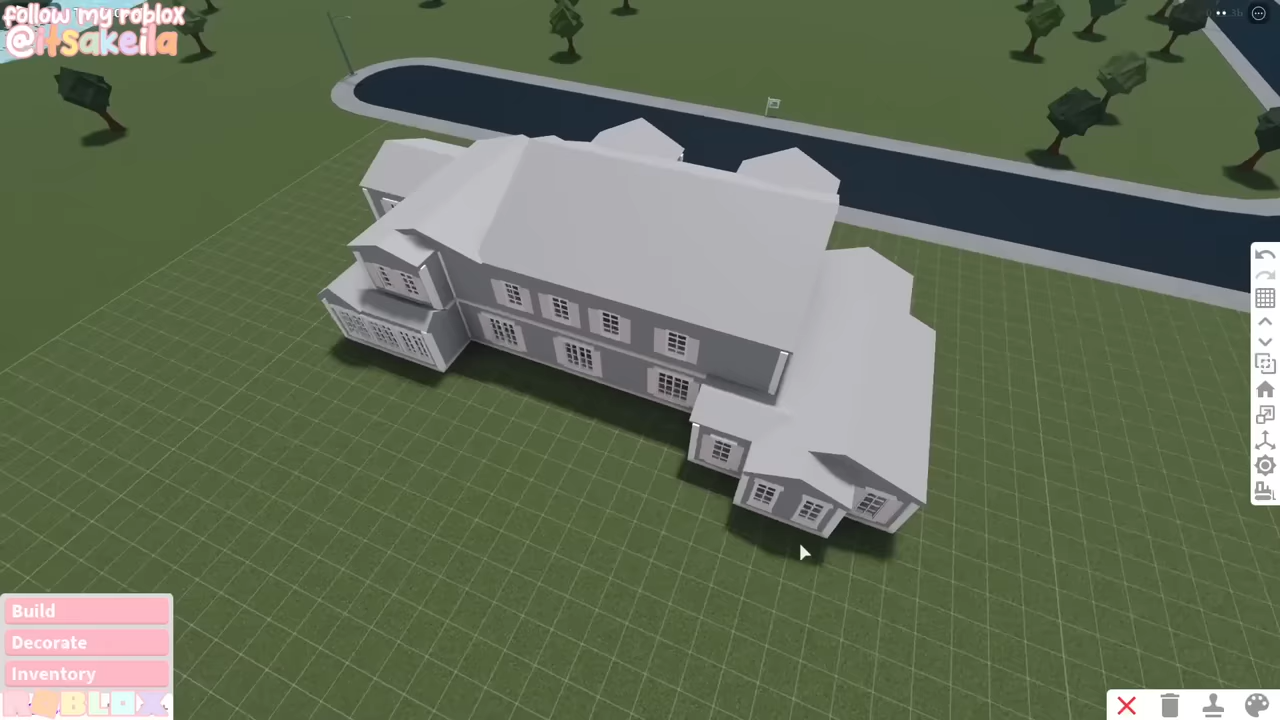 follow my roblox
@itsakeila
Build
Decorate
Inventory